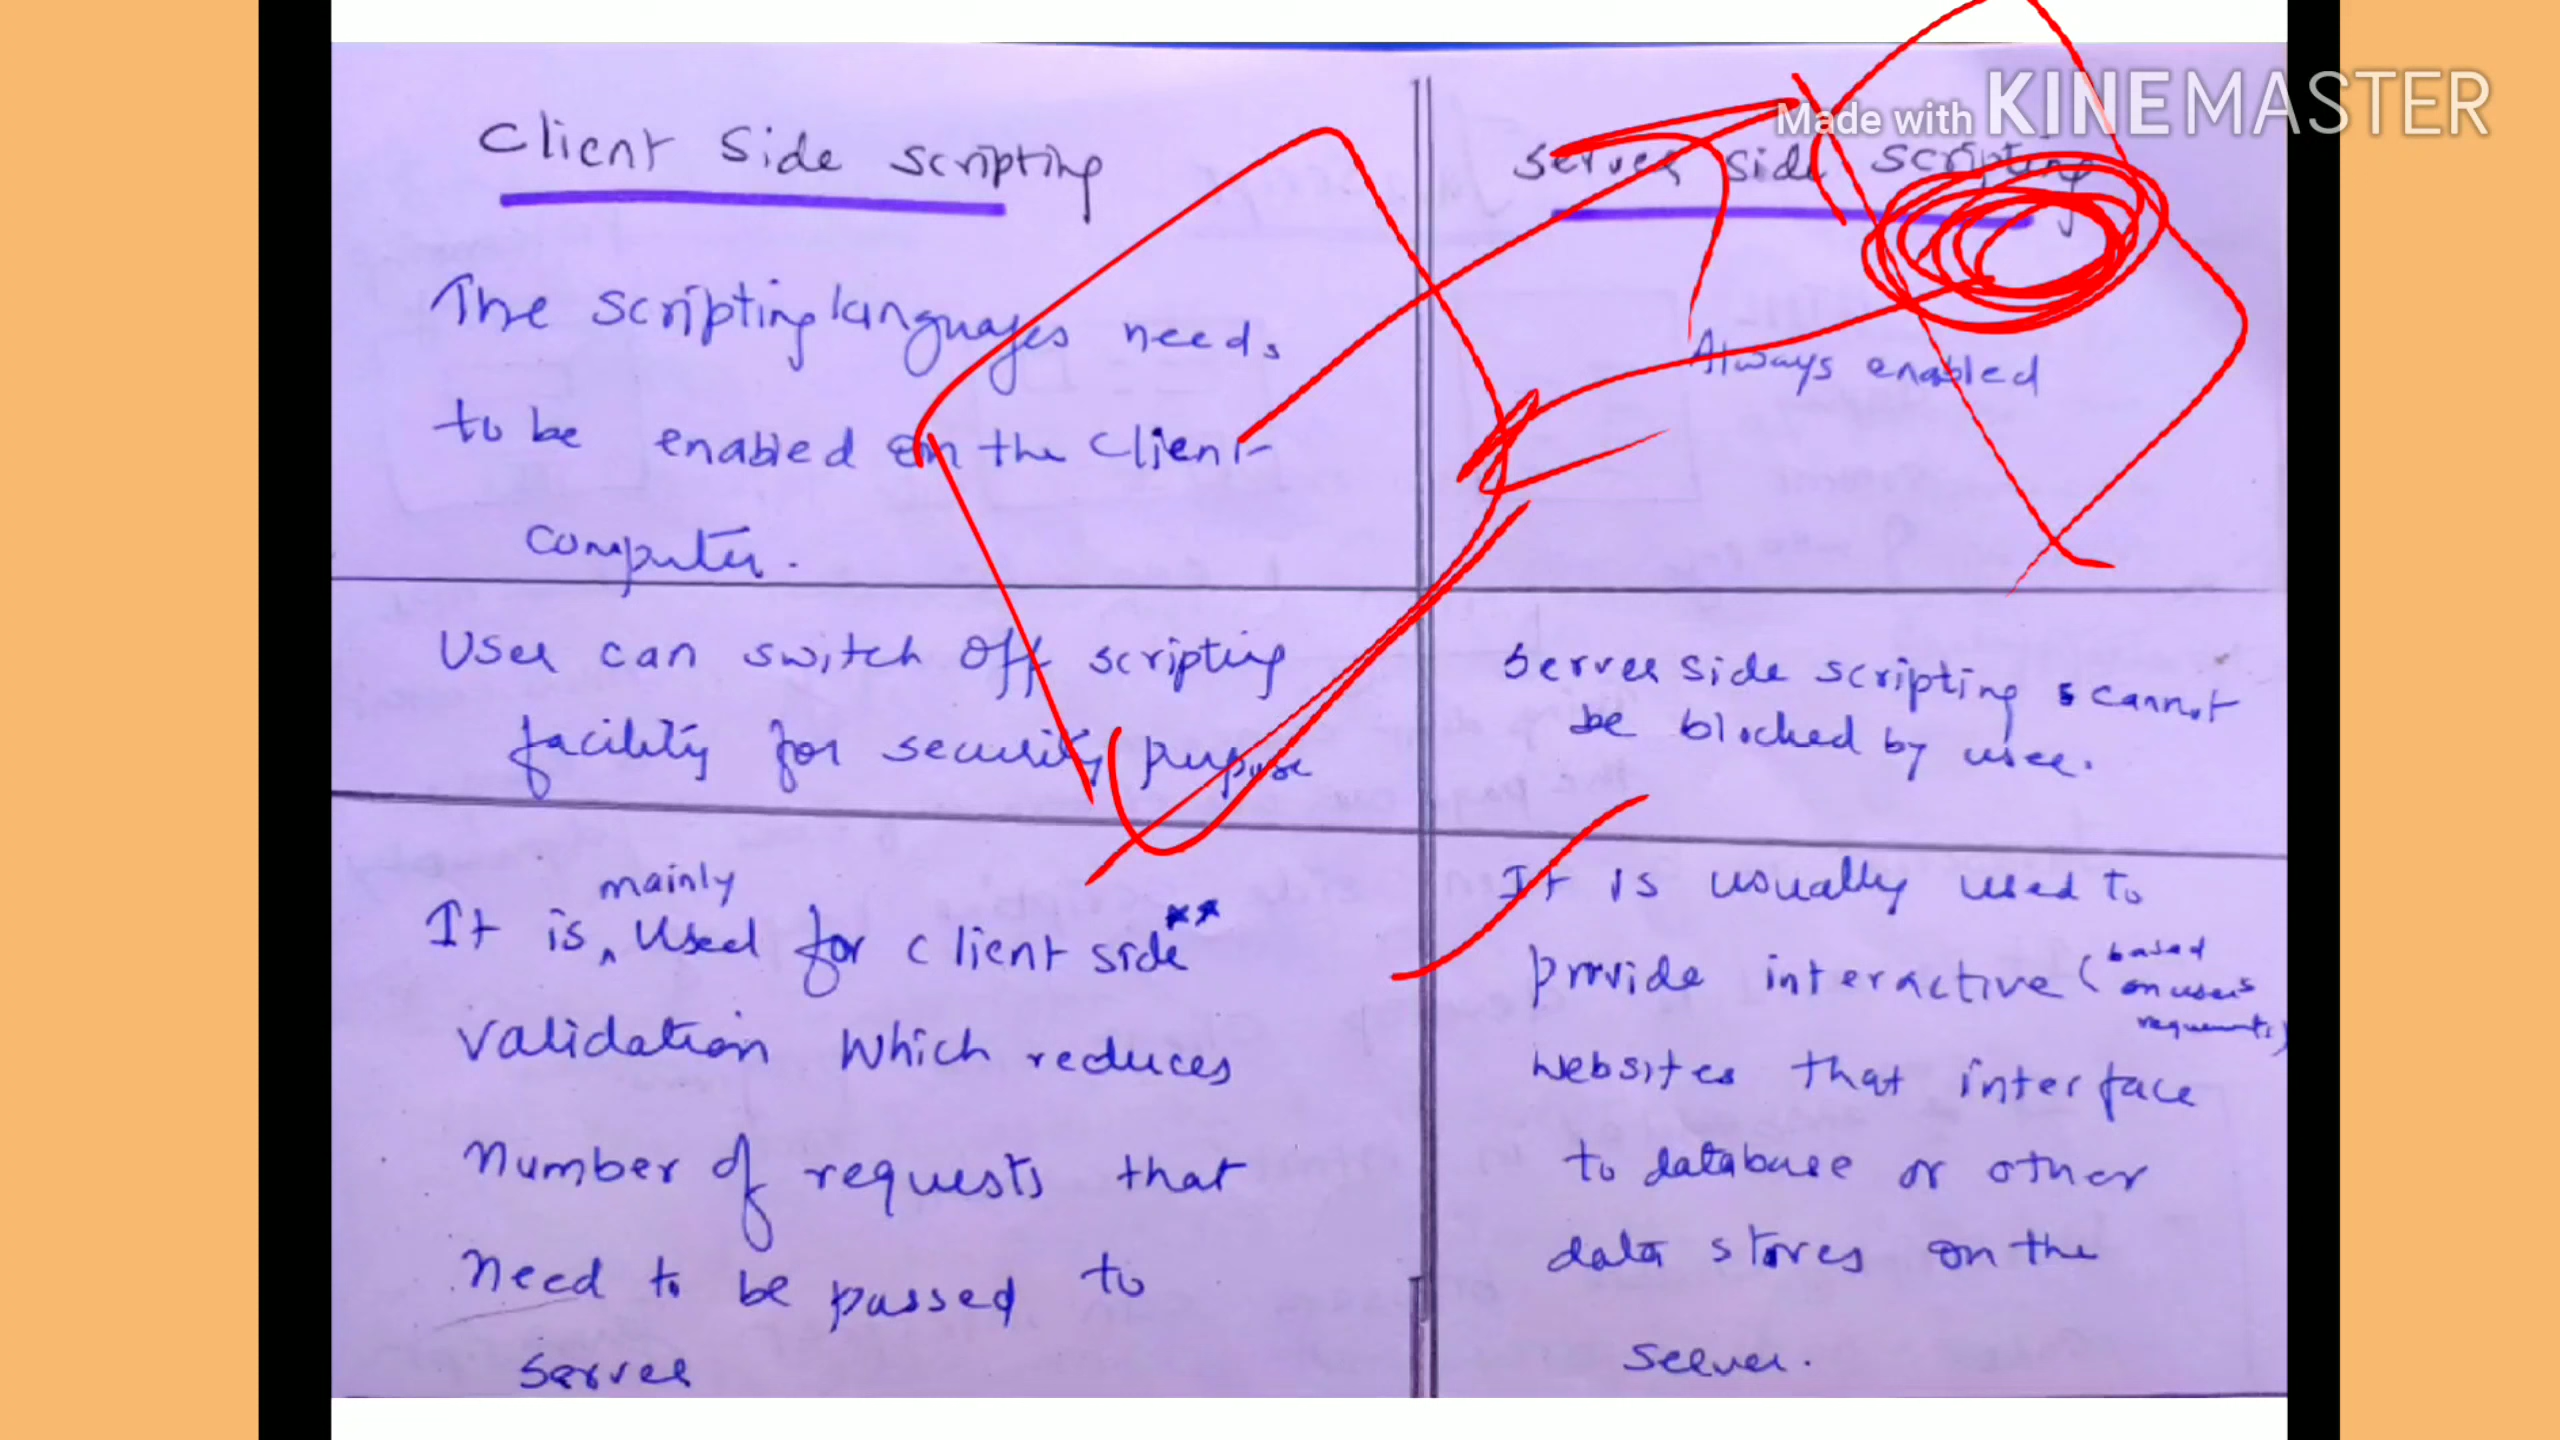 Made with KINEMASTER
Client Side Scripting
The scripting languages needs
to be enabled on the client
computer.
User can switch off scripting
facility for security purpose
It is mainly used for client side**
validation which reduces
number of requests that
need to be passed to
server
server side scripting
Always enabled
server side scripting cannot
be blocked by user.
It is usually used to
provide interactive (based
on users
websites that interface
to database or other
data stores on the
server.